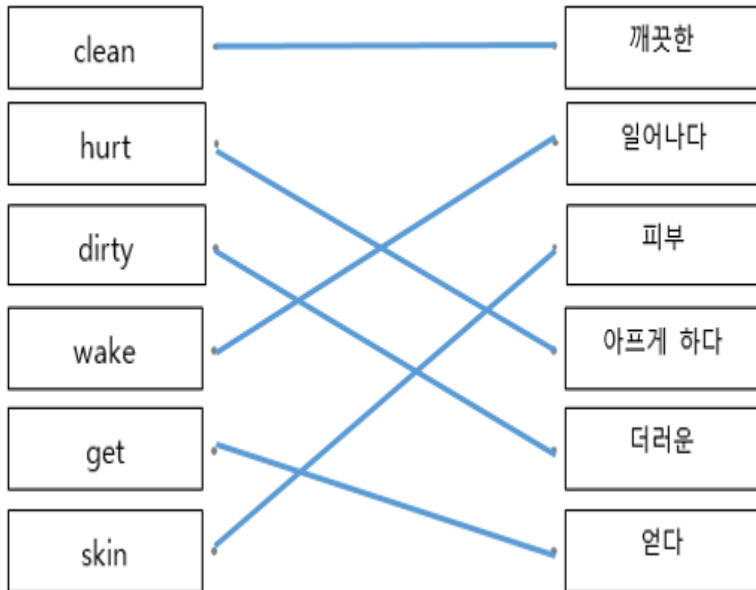 clean 깨끗한
hurt 일어나다
dirty 피부
wake 아프게 하다
get 더러운
skin 얻다